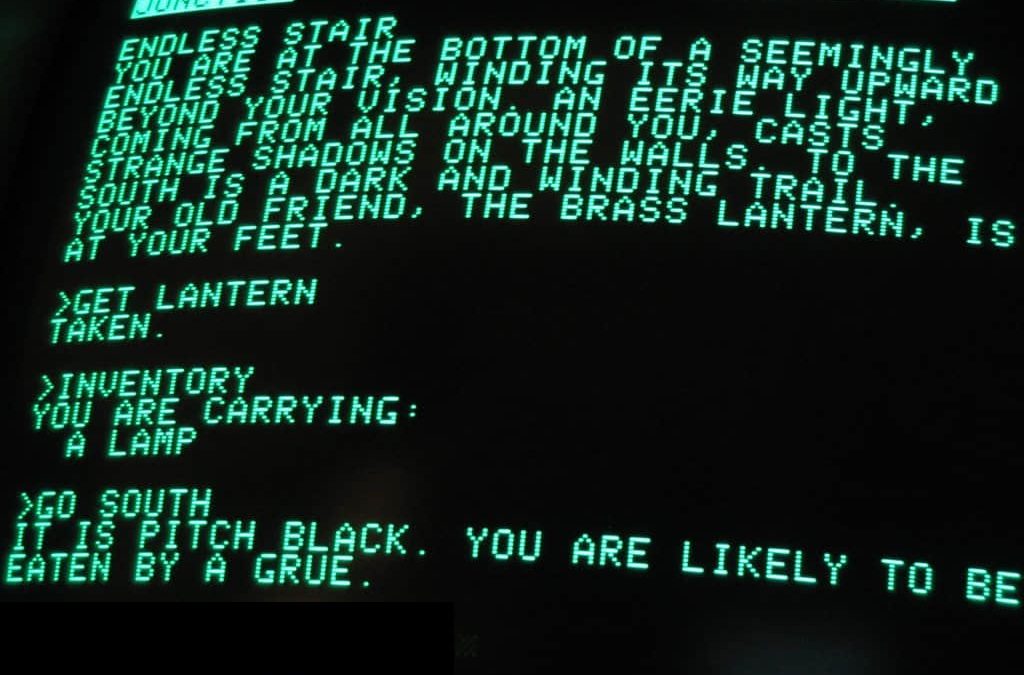 JUNCTION
ENDLESS STAIR
YOU ARE AT THE BOTTOM OF A SEEMINGLY
ENDLESS STAIR, WINDING ITS WAY UPWARD
BEYOND YOUR VISION. AN EERIE LIGHT,
COMING FROM ALL AROUND YOU, CASTS
STRANGE SHADOWS ON THE WALLS. TO THE
SOUTH IS A DARK AND WINDING TRAIL.
YOUR OLD FRIEND, THE BRASS LANTERN, IS
AT YOUR FEET.
>GET LANTERN
TAKEN.
>INVENTORY
YOU ARE CARRYING:
A LAMP
>GO SOUTH
IT IS PITCH BLACK. YOU ARE LIKELY TO BE
EATEN BY A GRUE.